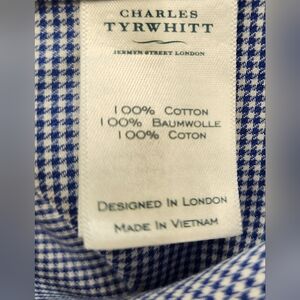 CHARLES
TYRWHITT
JERMYN STREET LONDON
100% COTTON
100% BAUMWOLLE
100% COTON
DESIGNED IN LONDON
MADE IN VIETNAM